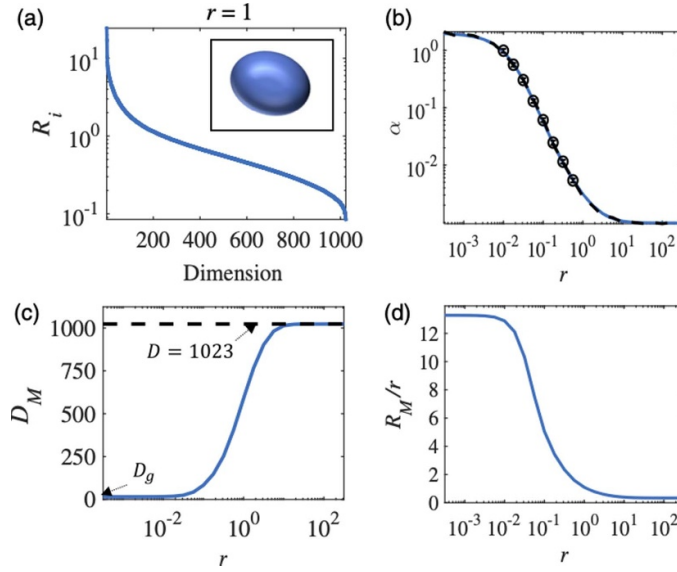 (a)
r = 1
10^1
10^0
10^-1
R_i
200 400 600 800 1000
Dimension
(b)
10^0
10^-1
10^-2
α
10^-3 10^-2 10^-1 10^0 10^1 10^2
r
(c)
1000
750
500
250
0
D_M
D = 1023
D_g
10^-2 10^0 10^2
r
(d)
12
10
8
6
4
2
0
R_M/r
10^-3 10^-2 10^-1 10^0 10^1 10^2
r